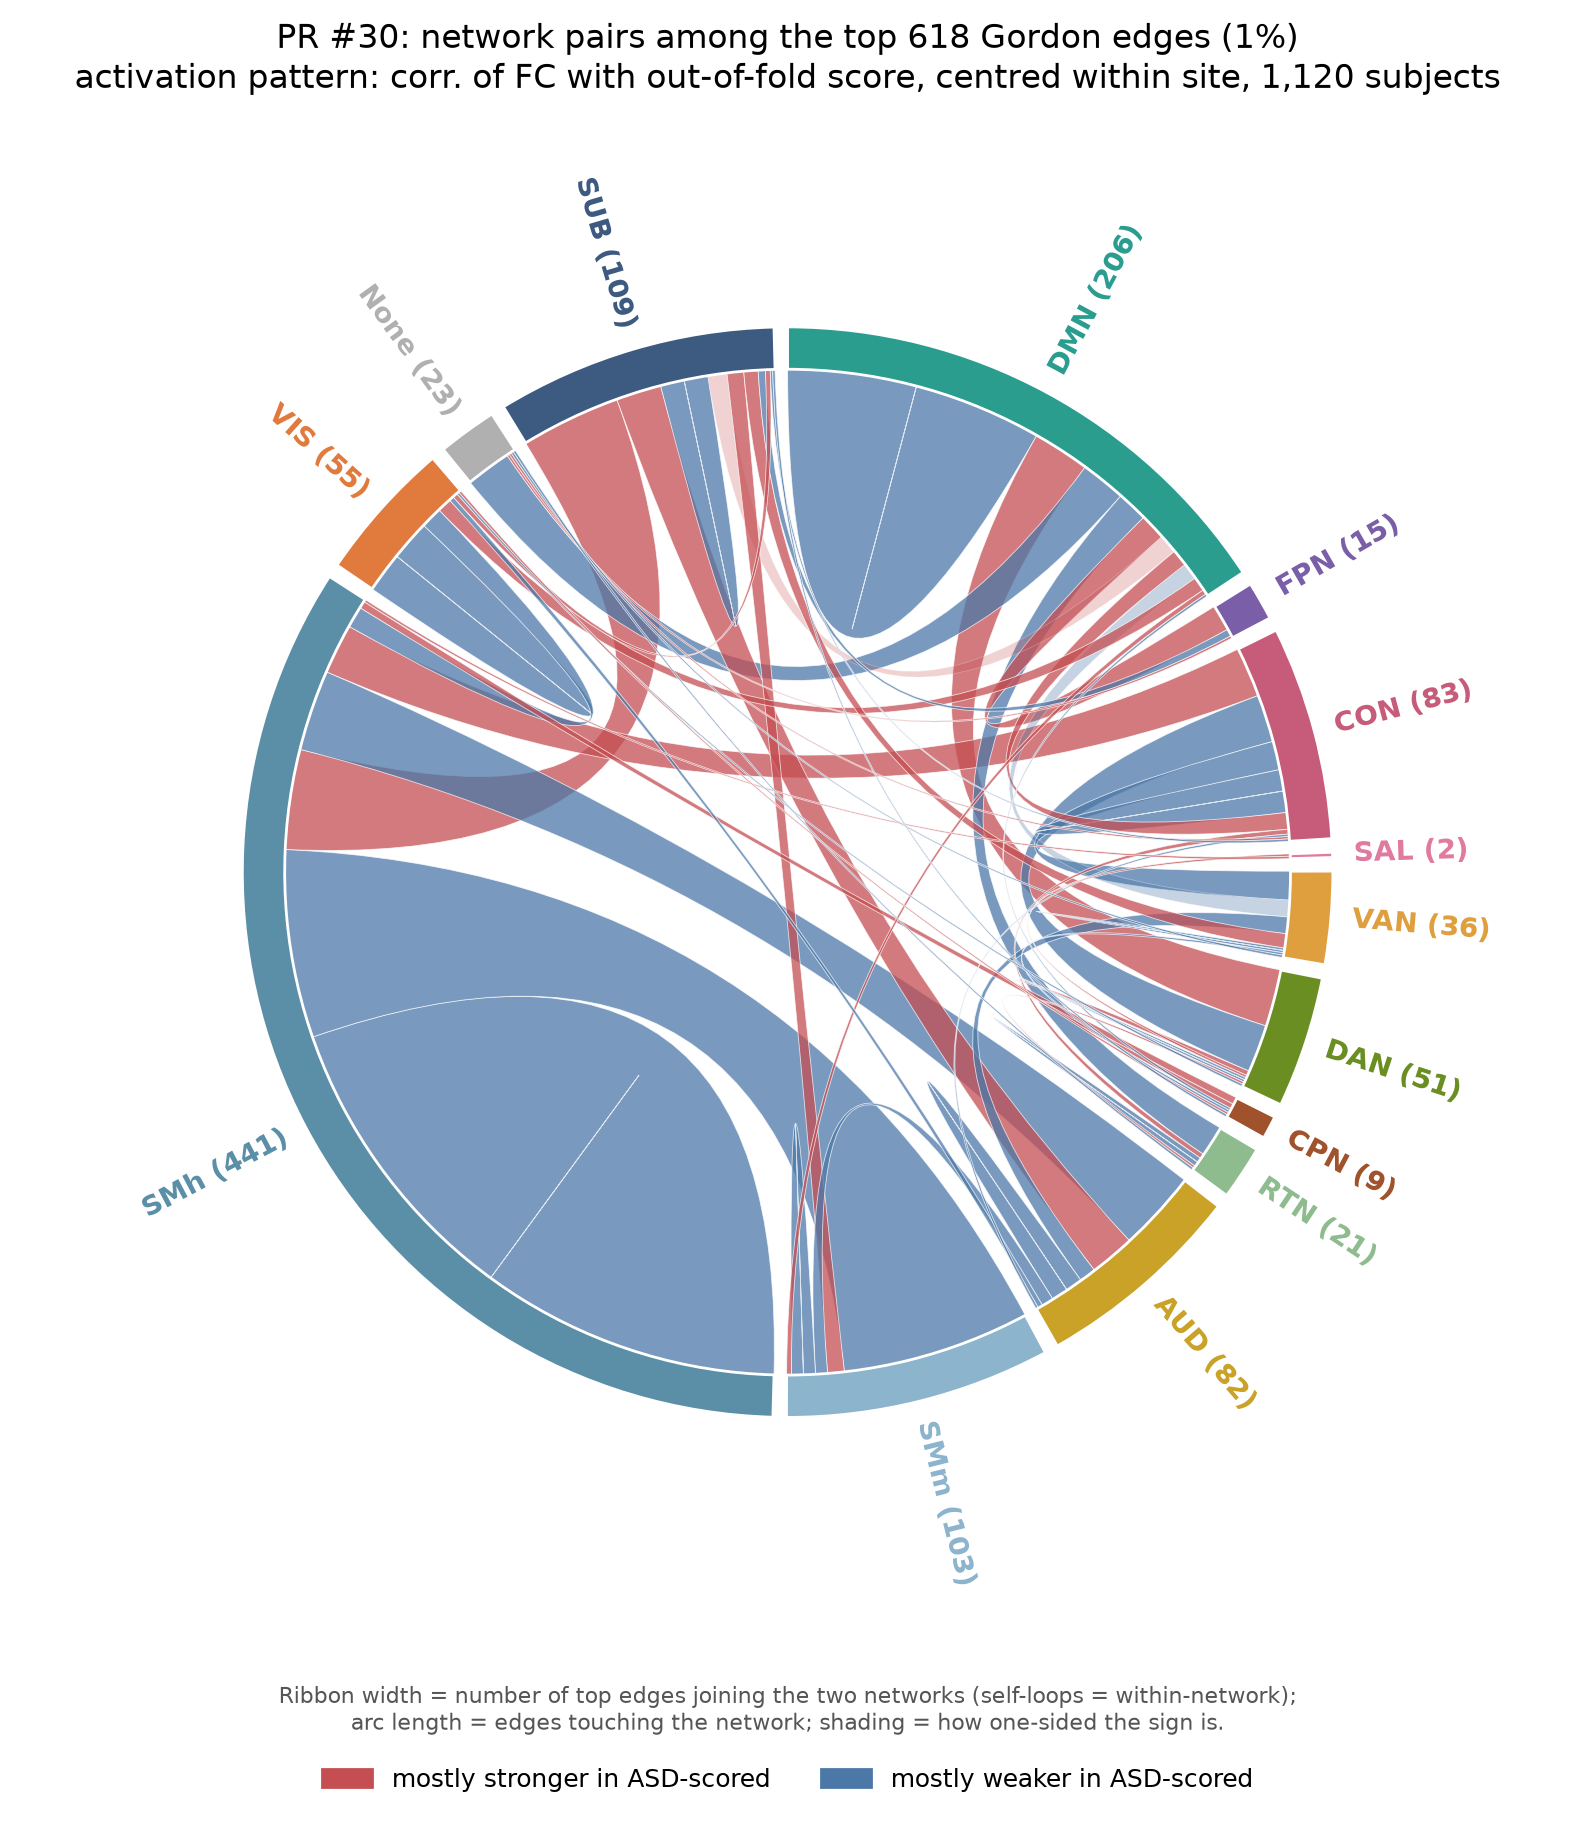 PR #30: network pairs among the top 618 Gordon edges (1%)
activation pattern: corr. of FC with out-of-fold score, centred within site, 1,120 subjects
SUB (109)
DMN (206)
None (23)
VIS (55)
FPN (15)
CON (83)
SAL (2)
VAN (36)
DAN (51)
CPN (9)
RTN (21)
SMh (441)
AUD (82)
SMm (103)
Ribbon width = number of top edges joining the two networks (self-loops = within-network);
arc length = edges touching the network; shading = how one-sided the sign is.
mostly stronger in ASD-scored
mostly weaker in ASD-scored